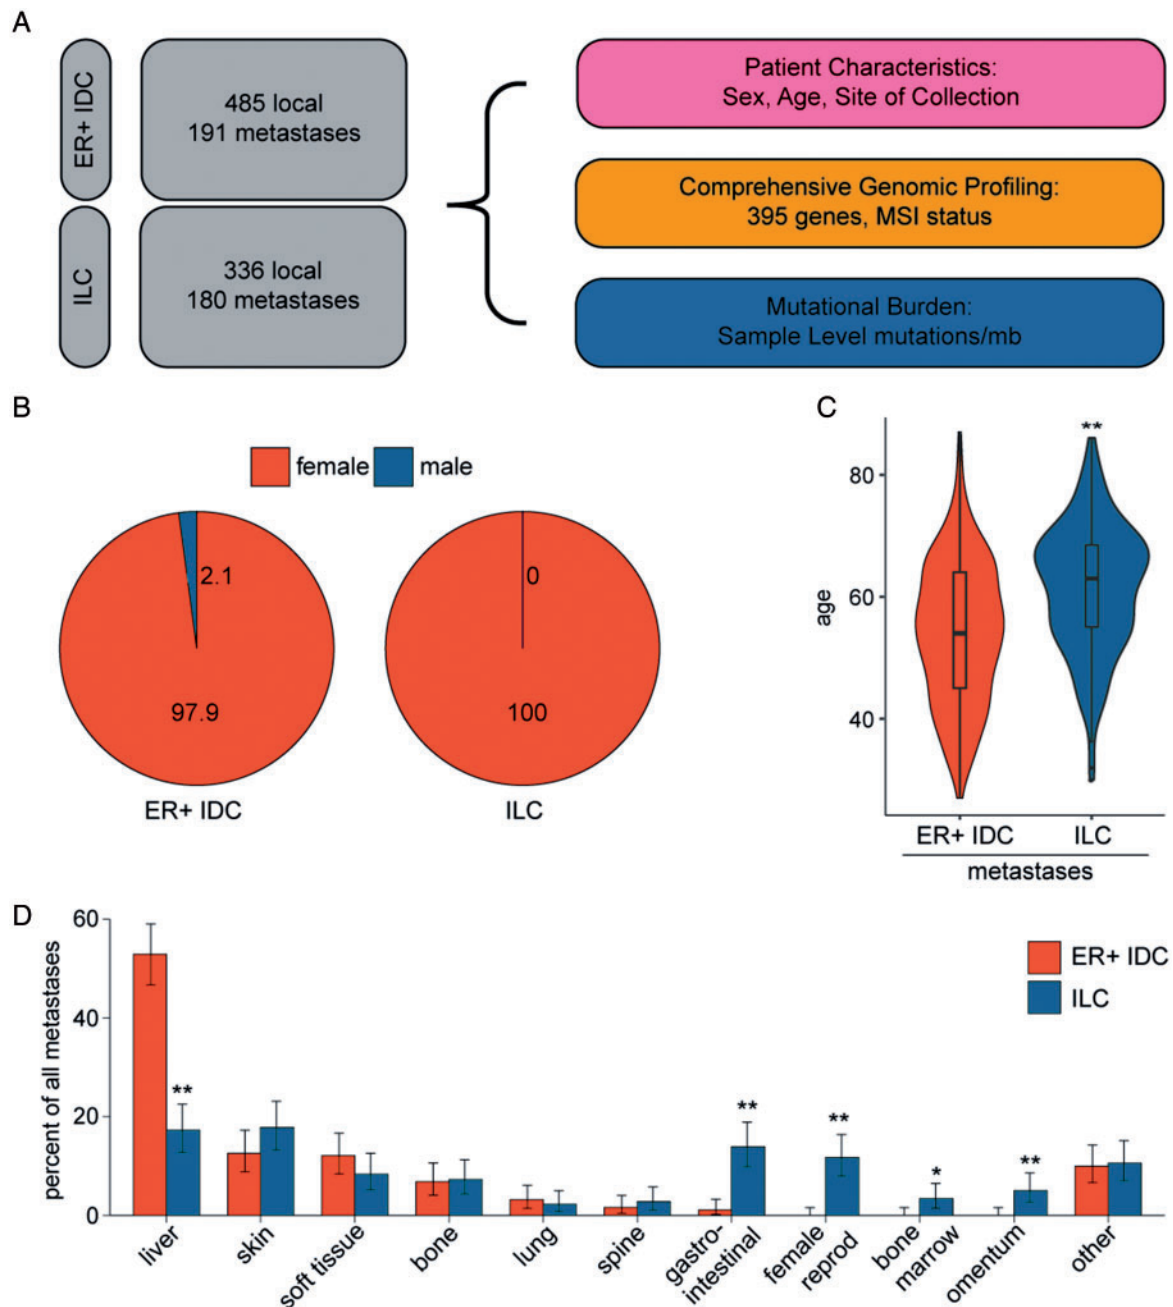 A
ER+ IDC
485 local
191 metastases
ILC
336 local
180 metastases
Patient Characteristics:
Sex, Age, Site of Collection
Comprehensive Genomic Profiling:
395 genes, MSI status
Mutational Burden:
Sample Level mutations/mb
B
female male
2.1
97.9
ER+ IDC
0
100
ILC
C
**
age
80
60
40
ER+ IDC ILC
metastases
D
percent of all metastases
60
40
20
0
ER+ IDC
ILC
**
**
**
*
**
liver
skin
soft tissue
bone
lung
spine
gastro-
intestinal
female
reprod
bone
marrow
omentum
other